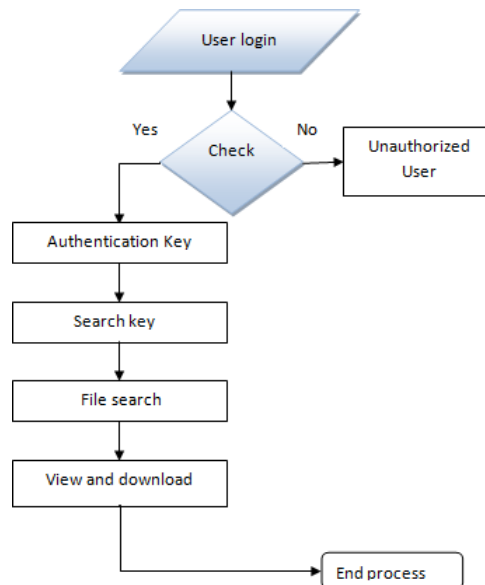 User login
Yes
No
Check
Unauthorized
User
Authentication Key
Search key
File search
View and download
End process